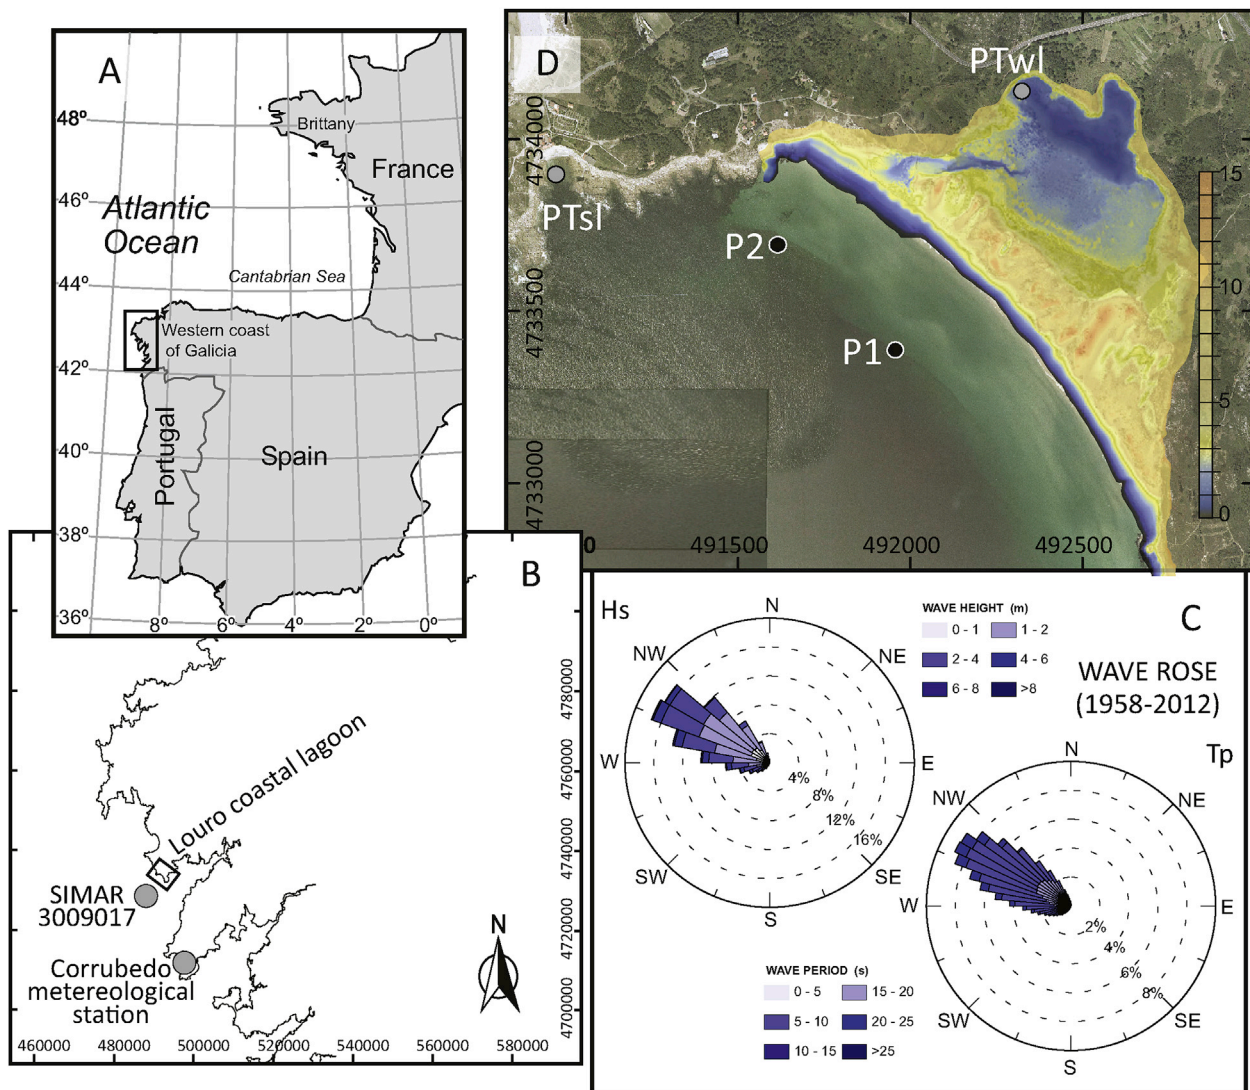 A
48º
46º
44º
42º
40º
38º
36º
8º
6º
4º
2º
0º
Brittany
France
Atlantic
Ocean
Cantabrian Sea
Western coast
of Galicia
Portugal
Spain
D
PTwl
PTsl
P2
P1
4734000
4733500
4733000
0
491500
492000
492500
15
10
5
0
B
Louro coastal lagoon
SIMAR
3009017
Corrubedo
metereological
station
N
4780000
4760000
4740000
4720000
4700000
460000
480000
500000
520000
540000
560000
580000
C
WAVE ROSE
(1958-2012)
Hs
WAVE HEIGHT (m)
0 - 1
1 - 2
2 - 4
4 - 6
6 - 8
>8
N
NE
E
SE
S
SW
W
NW
4%
8%
12%
16%
Tp
N
NE
E
SE
S
SW
W
NW
2%
4%
6%
8%
WAVE PERIOD (s)
0 - 5
15 - 20
5 - 10
20 - 25
10 - 15
>25